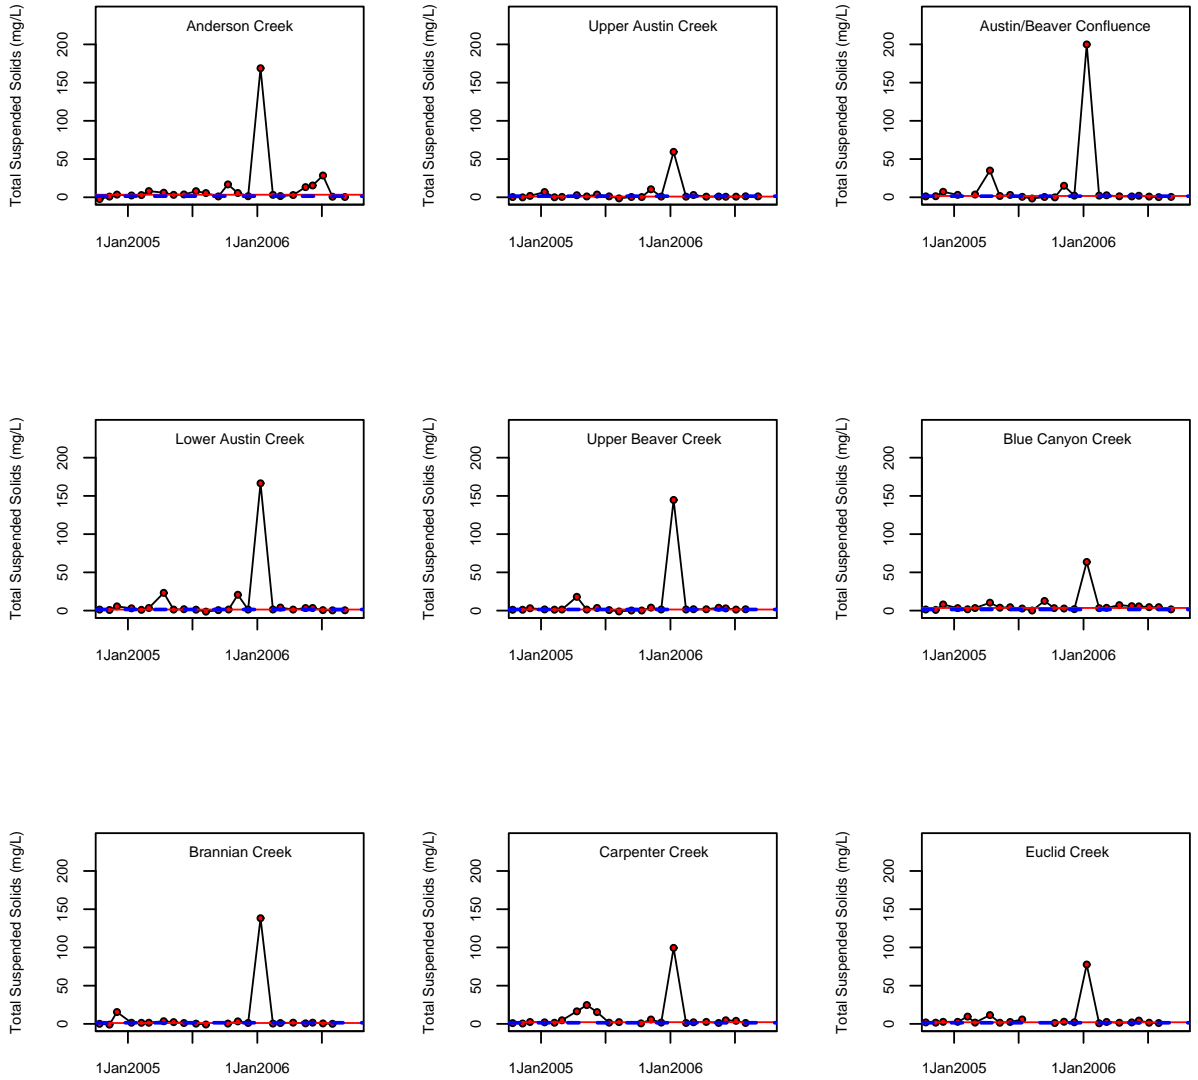 Anderson Creek
Total Suspended Solids (mg/L)
200
150
100
50
0
1Jan2005 1Jan2006
Upper Austin Creek
Total Suspended Solids (mg/L)
200
150
100
50
0
1Jan2005 1Jan2006
Austin/Beaver Confluence
Total Suspended Solids (mg/L)
200
150
100
50
0
1Jan2005 1Jan2006
Lower Austin Creek
Total Suspended Solids (mg/L)
200
150
100
50
0
1Jan2005 1Jan2006
Upper Beaver Creek
Total Suspended Solids (mg/L)
200
150
100
50
0
1Jan2005 1Jan2006
Blue Canyon Creek
Total Suspended Solids (mg/L)
200
150
100
50
0
1Jan2005 1Jan2006
Brannian Creek
Total Suspended Solids (mg/L)
200
150
100
50
0
1Jan2005 1Jan2006
Carpenter Creek
Total Suspended Solids (mg/L)
200
150
100
50
0
1Jan2005 1Jan2006
Euclid Creek
Total Suspended Solids (mg/L)
200
150
100
50
0
1Jan2005 1Jan2006